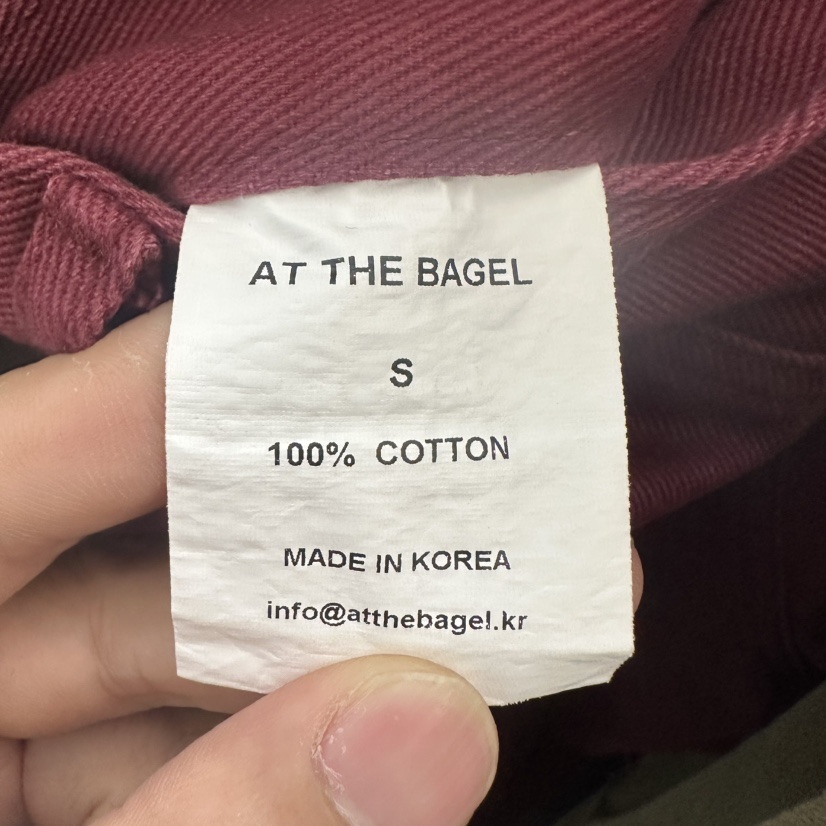 AT THE BAGEL
S
100% COTTON
MADE IN KOREA
info@atthebagel.kr